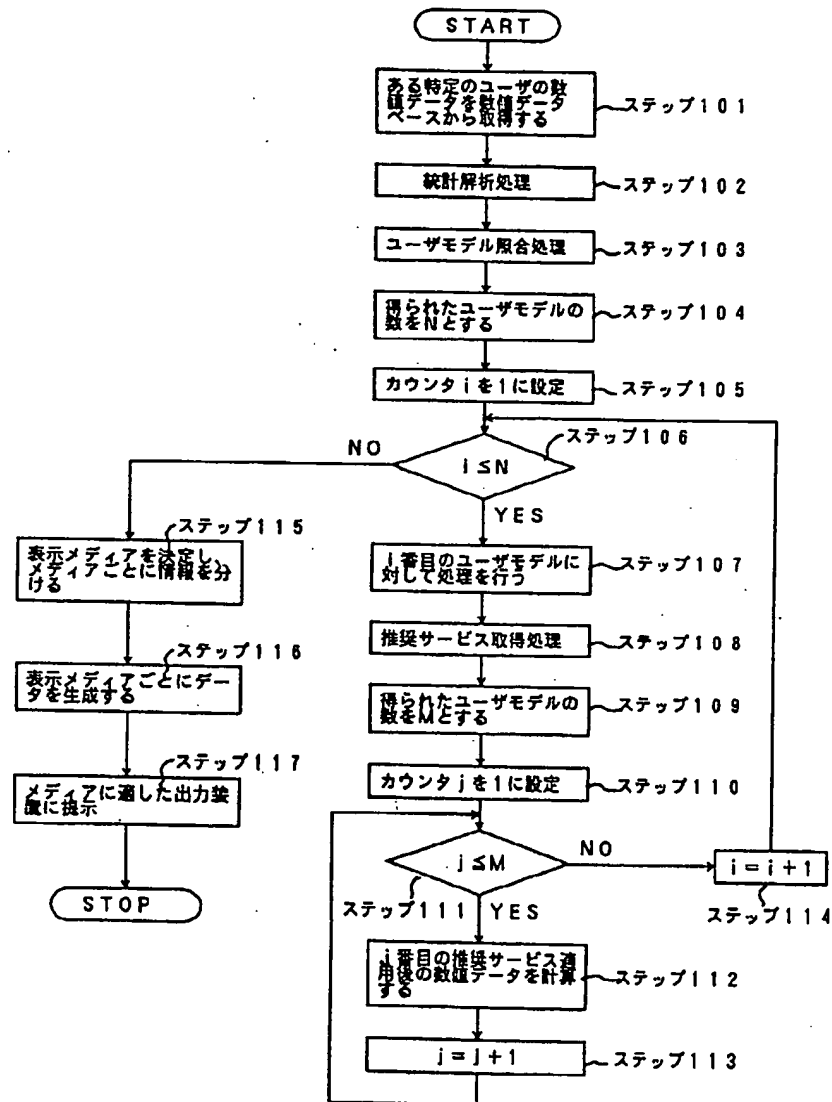 START
ある特定のユーザの数
値データを数値データ
ベースから取得する
ステップ101
統計解析処理
ステップ102
ユーザモデル照合処理
ステップ103
得られたユーザモデルの
数をNとする
ステップ104
カウンタiを1に設定
ステップ105
ステップ106
i≤N
NO
YES
i番目のユーザモデルに
対して処理を行う
ステップ107
推奨サービス取得処理
ステップ108
得られたユーザモデルの
数をMとする
ステップ109
カウンタjを1に設定
ステップ110
j≤M
NO
YES
ステップ111
i=i+1
ステップ114
j番目の推奨サービス適
用後の数値データを計算
する
ステップ112
j=j+1
ステップ113
ステップ115
表示メディアを決定し、
メディアごとに情報を分
ける
ステップ116
表示メディアごとにデー
タを生成する
ステップ117
メディアに適した出力装
置に提示
STOP